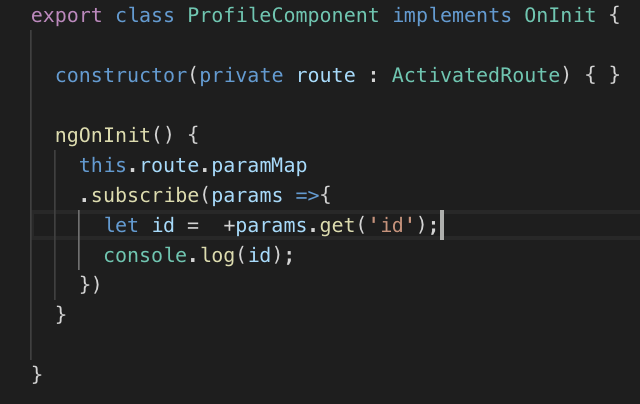 export class ProfileComponent implements OnInit {
constructor(private route : ActivatedRoute) { }
ngOnInit() {
this.route.paramMap
.subscribe(params =>{
let id =  +params.get('id');
console.log(id);
})
}
}